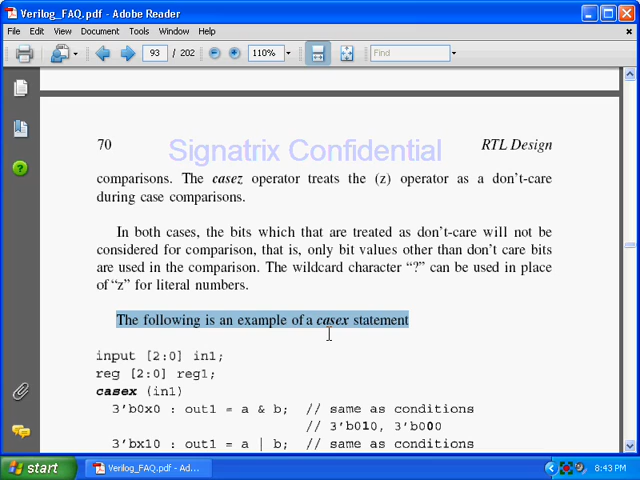 Verilog_FAQ.pdf - Adobe Reader
File Edit View Document Tools Window Help
93 / 202 110% Find
70 Signatrix Confidential RTL Design
comparisons. The casez operator treats the (z) operator as a don't-care
during case comparisons.
In both cases, the bits which that are treated as don't-care will not be
considered for comparison, that is, only bit values other than don't care bits
are used in the comparison. The wildcard character “?” can be used in place
of “z” for literal numbers.
The following is an example of a casex statement
input [2:0] in1;
reg [2:0] reg1;
casex (in1)
3'b0x0 : out1 = a & b; // same as conditions
// 3'b010, 3'b000
3'bx10 : out1 = a | b; // same as conditions
start Verilog_FAQ.pdf - Ado... 8:43 PM